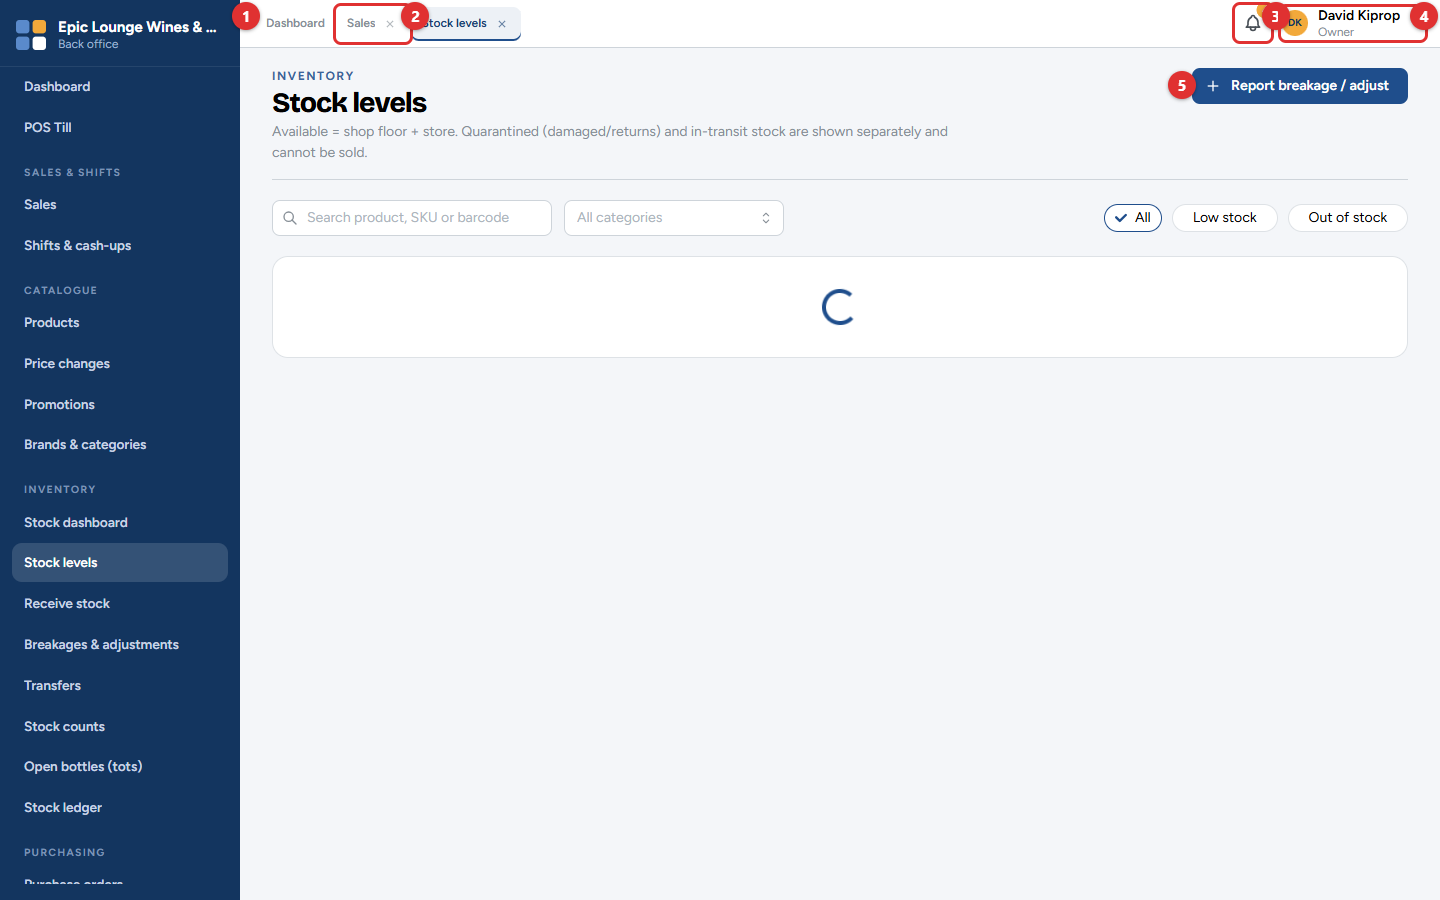 Epic Lounge Wines & ...
Back office
Dashboard
POS Till
SALES & SHIFTS
Sales
Shifts & cash-ups
CATALOGUE
Products
Price changes
Promotions
Brands & categories
INVENTORY
Stock dashboard
Stock levels
Receive stock
Breakages & adjustments
Transfers
Stock counts
Open bottles (tots)
Stock ledger
PURCHASING
Purchase orders
1
Dashboard
Sales
2
Stock levels
3
DK
David Kiprop
Owner
4
INVENTORY
Stock levels
Available = shop floor + store. Quarantined (damaged/returns) and in-transit stock are shown separately and
cannot be sold.
5
Report breakage / adjust
Search product, SKU or barcode
All categories
All
Low stock
Out of stock